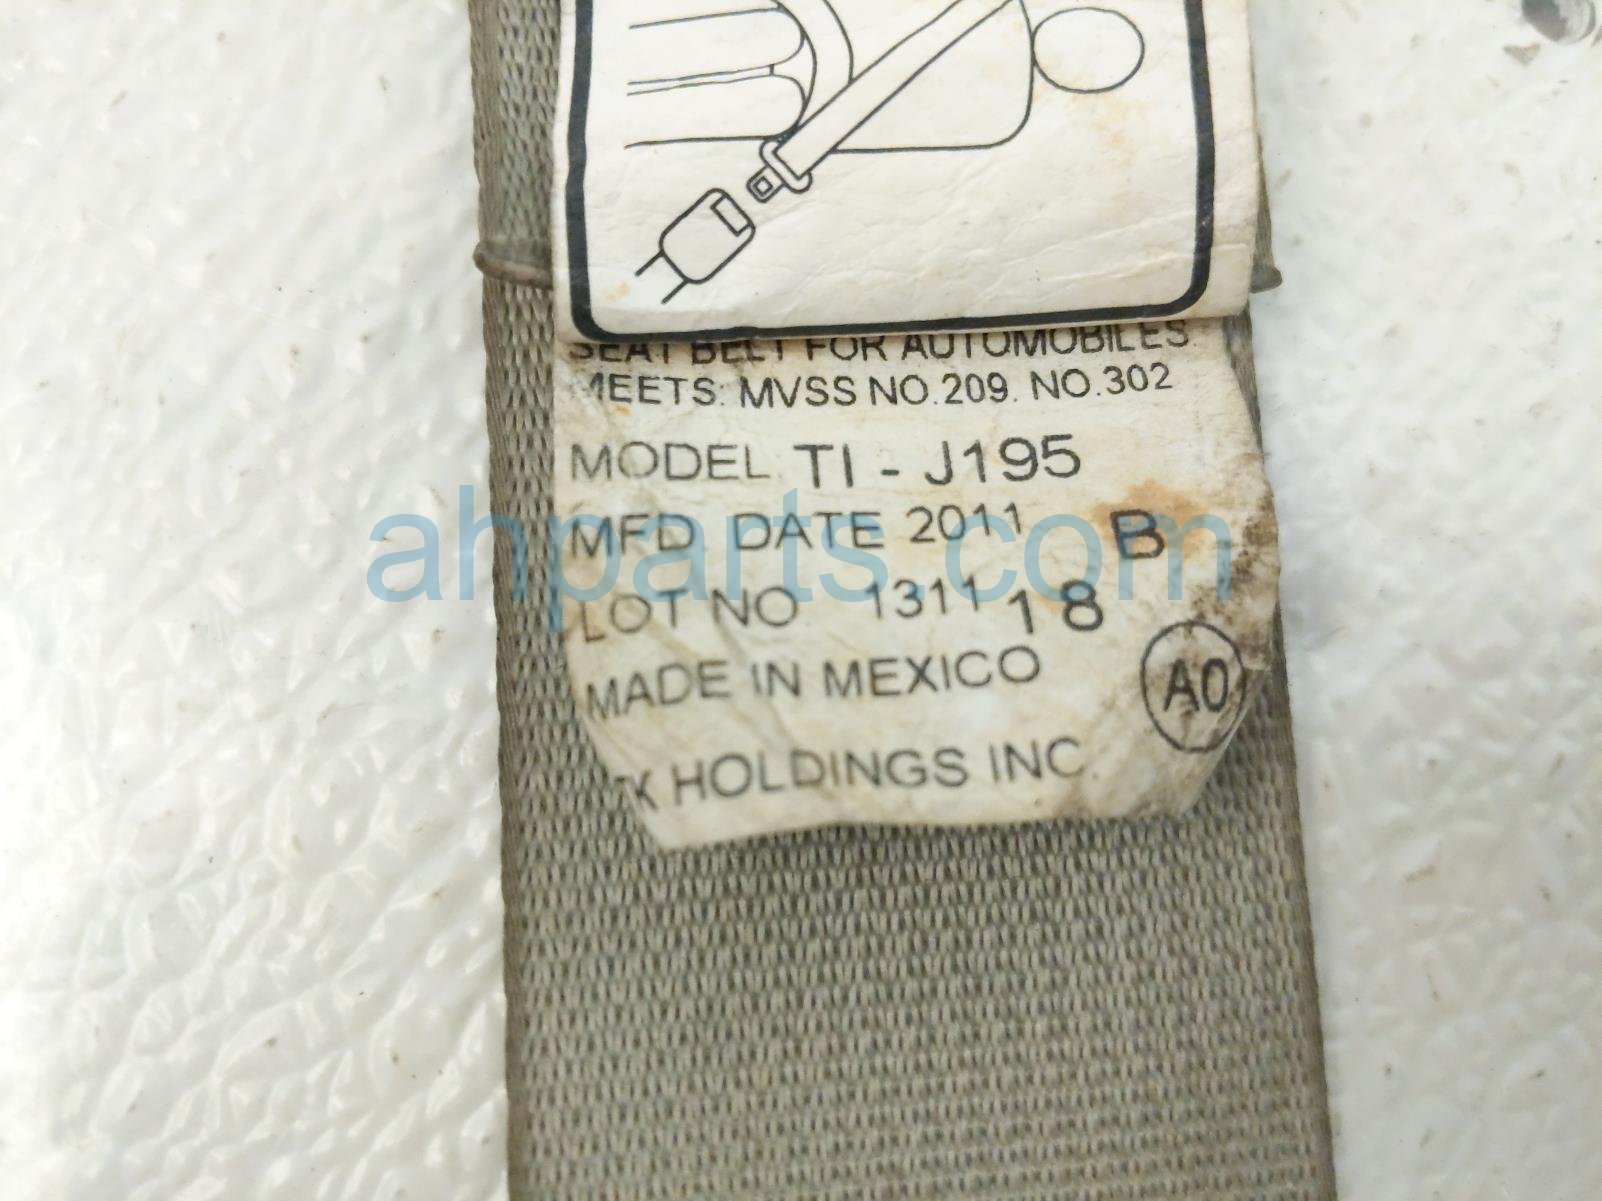 SEAT BELT FOR AUTOMOBILES.
MEETS: MVSS NO.209. NO.302
MODEL. TI - J195
MFD. DATE 2011 B
LOT NO. 1311 18
MADE IN MEXICO
A0
HOLDINGS INC.
ahparts.com